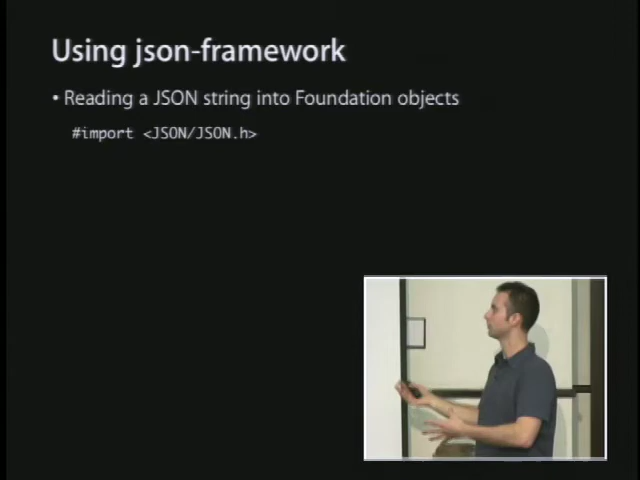 Using json-framework
• Reading a JSON string into Foundation objects
#import <JSON/JSON.h>